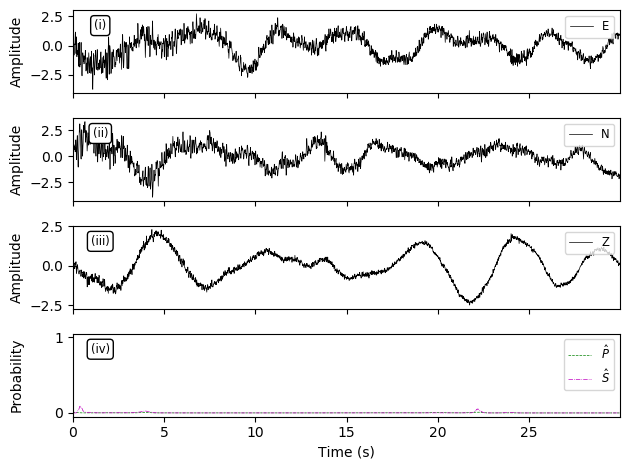 2.5
0.0
−2.5
Amplitude
(i)
E
2.5
0.0
−2.5
Amplitude
(ii)
N
2.5
0.0
−2.5
Amplitude
(iii)
Z
1
0
Probability
(iv)
P̂
Ŝ
0 5 10 15 20 25
Time (s)